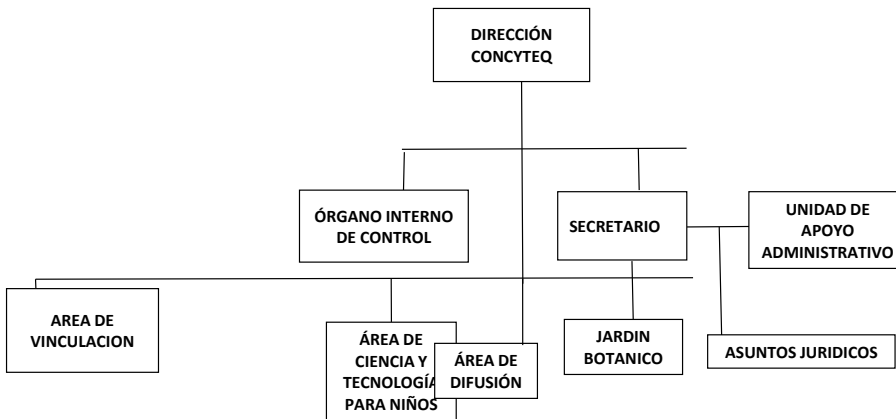 DIRECCIÓN
CONCYTEQ
ÓRGANO INTERNO
DE CONTROL
SECRETARIO
UNIDAD DE
APOYO
ADMINISTRATIVO
AREA DE
VINCULACION
ÁREA DE
CIENCIA Y
TECNOLOGÍA
PARA NIÑOS
ÁREA DE
DIFUSIÓN
JARDIN
BOTANICO
ASUNTOS JURIDICOS